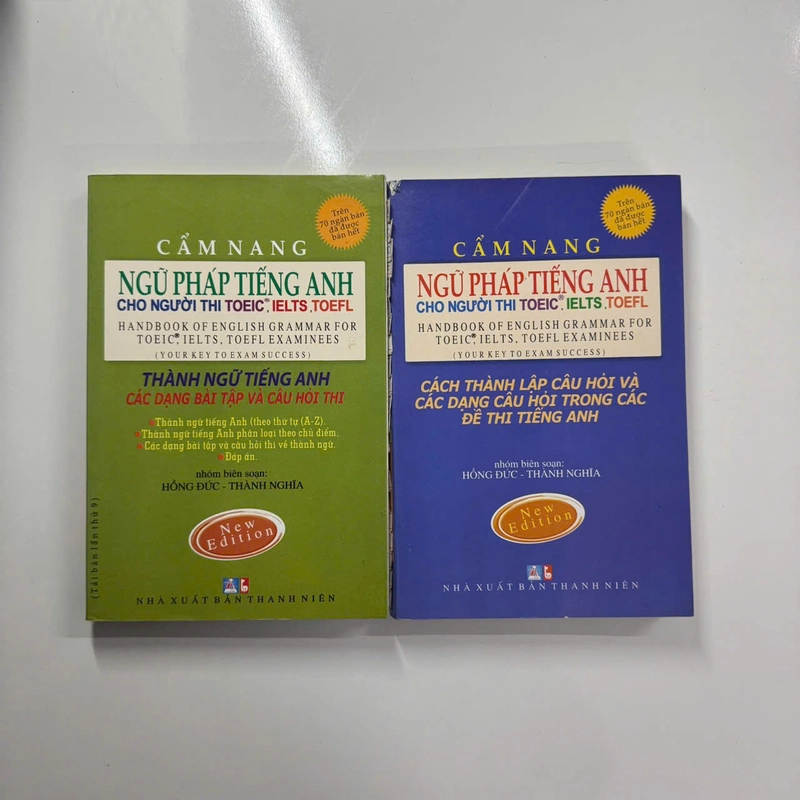 Trên
70 ngàn bản
đã được
bán hết
CẨM NANG
NGỮ PHÁP TIẾNG ANH
CHO NGƯỜI THI TOEIC®, IELTS, TOEFL
HANDBOOK OF ENGLISH GRAMMAR FOR
TOEIC®, IELTS, TOEFL EXAMINEES
(YOUR KEY TO EXAM SUCCESS)
THÀNH NGỮ TIẾNG ANH
CÁC DẠNG BÀI TẬP VÀ CÂU HỎI THI
Thành ngữ tiếng Anh (theo thứ tự (A-Z).
Thành ngữ tiếng Anh phân loại theo chủ điểm.
Các dạng bài tập và câu hỏi thi về thành ngữ.
Đáp án.
nhóm biên soạn:
HỒNG ĐỨC - THÀNH NGHĨA
New
Edition
(Tái bản lần thứ 9)
NHÀ XUẤT BẢN THANH NIÊN
Trên
70 ngàn bản
đã được
bán hết
CẨM NANG
NGỮ PHÁP TIẾNG ANH
CHO NGƯỜI THI TOEIC®, IELTS, TOEFL
HANDBOOK OF ENGLISH GRAMMAR FOR
TOEIC®, IELTS, TOEFL EXAMINEES
(YOUR KEY TO EXAM SUCCESS)
CÁCH THÀNH LẬP CÂU HỎI VÀ
CÁC DẠNG CÂU HỎI TRONG CÁC
ĐỀ THI TIẾNG ANH
nhóm biên soạn:
HỒNG ĐỨC - THÀNH NGHĨA
New
Edition
NHÀ XUẤT BẢN THANH NIÊN